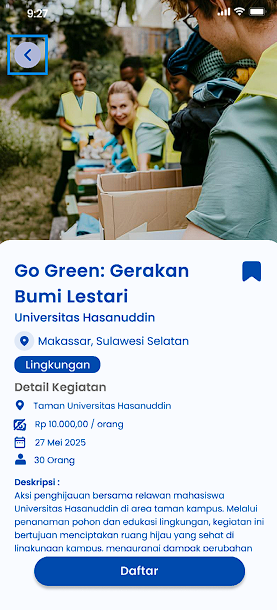 9:27
Go Green: Gerakan
Bumi Lestari
Universitas Hasanuddin
Makassar, Sulawesi Selatan
Lingkungan
Detail Kegiatan
Taman Universitas Hasanuddin
Rp 10.000,00 / orang
27 Mei 2025
30 Orang
Deskripsi :
Aksi penghijauan bersama relawan mahasiswa
Universitas Hasanuddin di area taman kampus. Melalui
penanaman pohon dan edukasi lingkungan, kegiatan ini
bertujuan menciptakan ruang hijau yang sehat di
lingkungan kampus, mengurangi dampak perubahan
Daftar